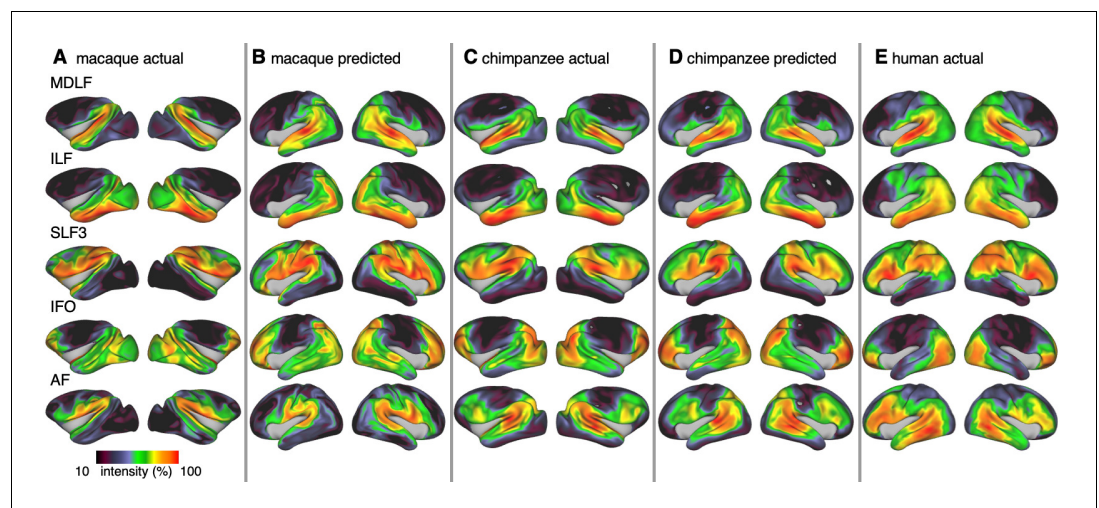 A macaque actual
B macaque predicted
C chimpanzee actual
D chimpanzee predicted
E human actual
MDLF
ILF
SLF3
IFO
AF
10 intensity (%) 100